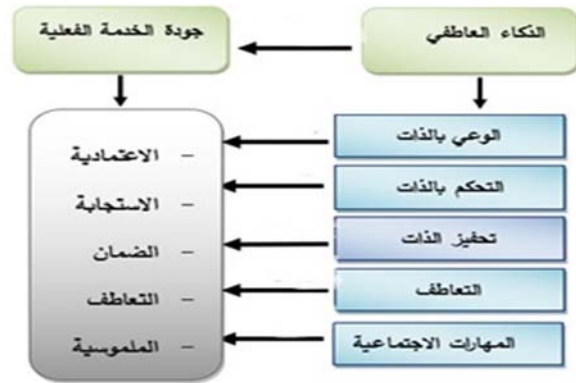 الذكاء العاطفي
جودة الخدمة الفعلية
الوعي بالذات
التحكم بالذات
تحفيز الذات
التعاطف
المهارات الاجتماعية
- الاعتمادية
- الاستجابة
- الضمان
- التعاطف
- الملموسية